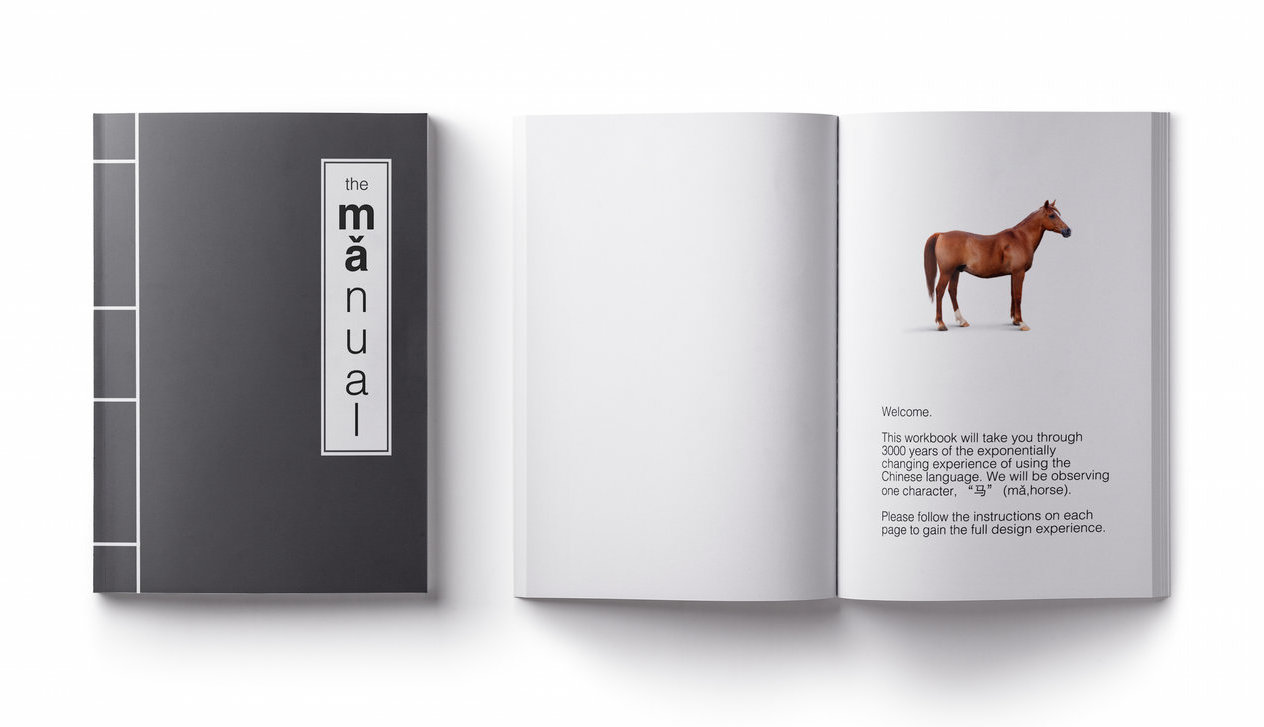 the
mǎnual
Welcome.
This workbook will take you through
3000 years of the exponentially
changing experience of using the
Chinese language. We will be observing
one character, “马” (mǎ,horse).
Please follow the instructions on each
page to gain the full design experience.